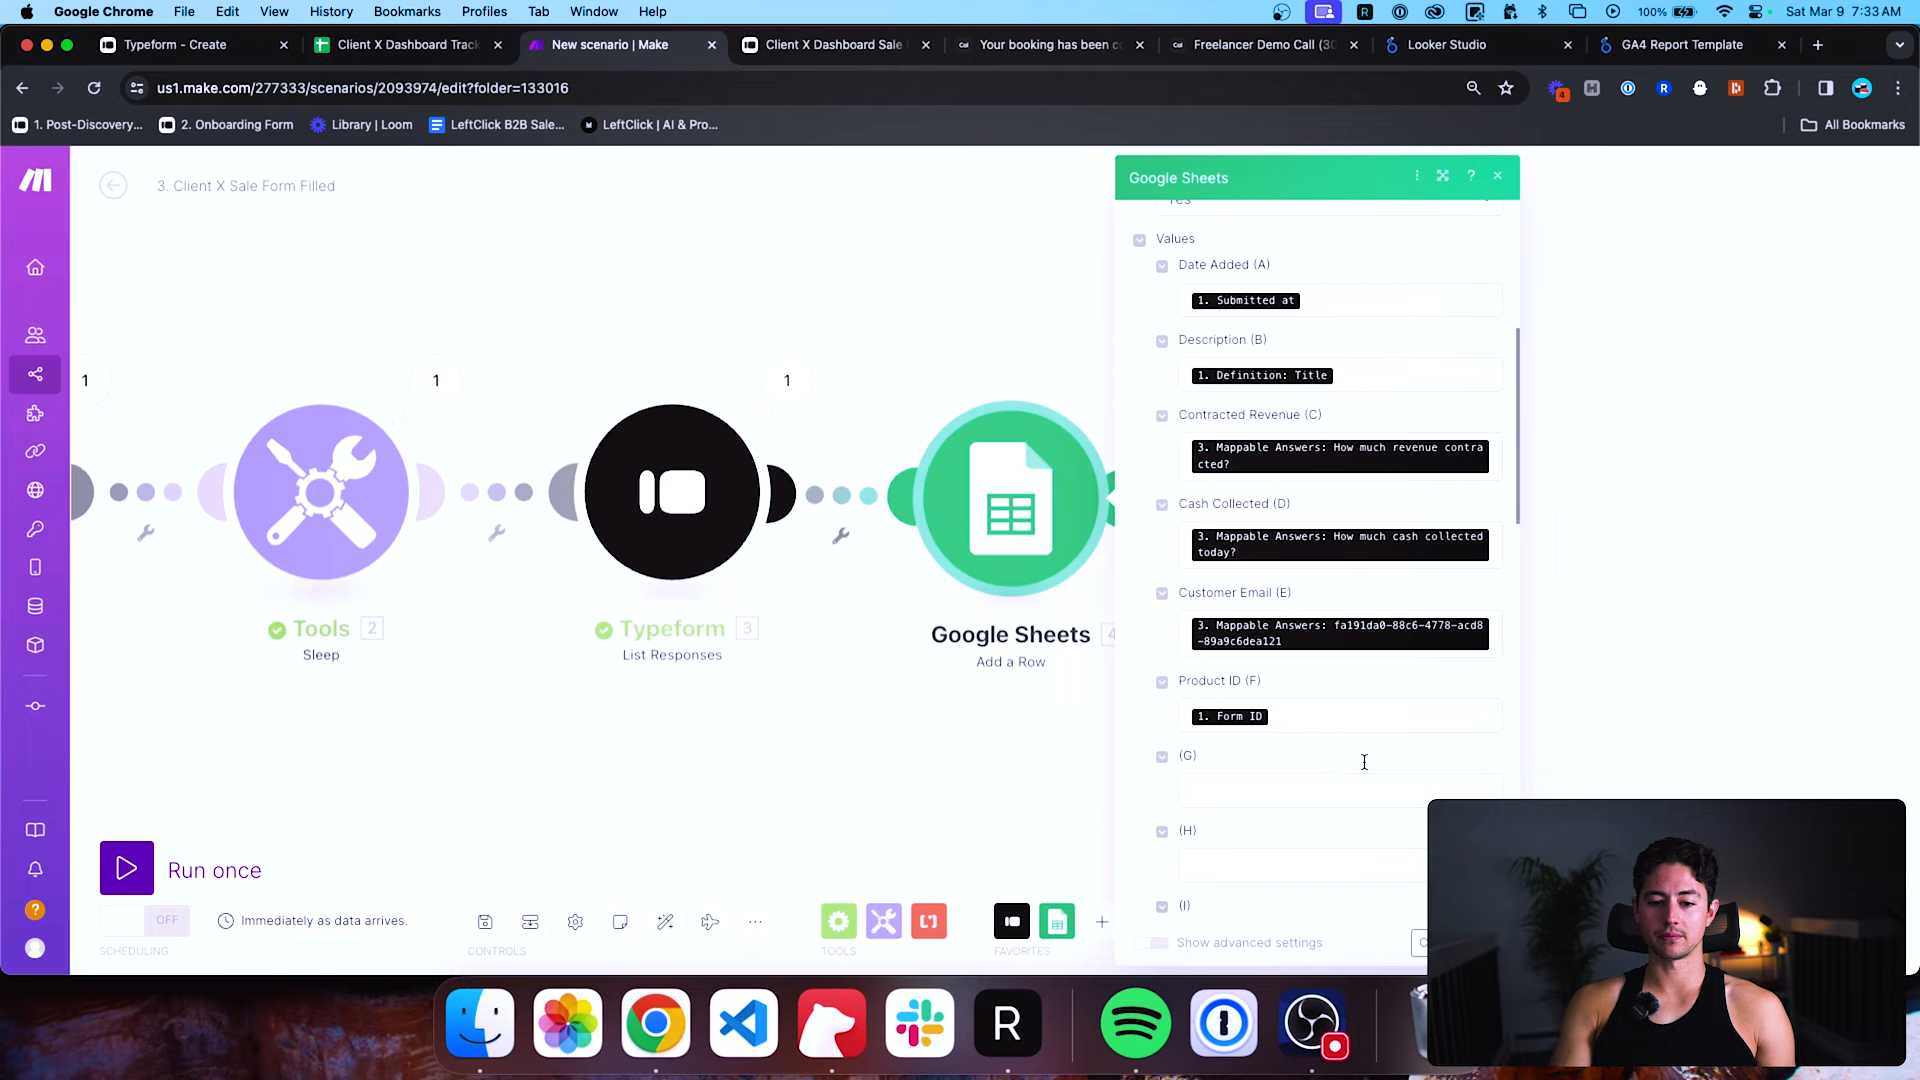 Google Chrome File Edit View History Bookmarks Profiles Tab Window Help
100% Sat Mar 9 7:33 AM
Typeform - Create
Client X Dashboard Track
New scenario | Make
Client X Dashboard Sale
Your booking has been c
Freelancer Demo Call (30
Looker Studio
GA4 Report Template
us1.make.com/277333/scenarios/2093974/edit?folder=133016
4
1. Post-Discovery...
2. Onboarding Form
Library | Loom
LeftClick B2B Sale...
LeftClick | AI & Pro...
All Bookmarks
3. Client X Sale Form Filled
1
1
1
Tools 2
Sleep
Typeform 3
List Responses
Google Sheets 4
Add a Row
Google Sheets
Yes
Values
Date Added (A)
1. Submitted at
Description (B)
1. Definition: Title
Contracted Revenue (C)
3. Mappable Answers: How much revenue contra
cted?
Cash Collected (D)
3. Mappable Answers: How much cash collected
today?
Customer Email (E)
3. Mappable Answers: fa191da0-88c6-4778-acd8
-89a9c6dea121
Product ID (F)
1. Form ID
(G)
(H)
(I)
Show advanced settings
Run once
OFF
Immediately as data arrives.
SCHEDULING
CONTROLS
TOOLS
FAVORITES
R